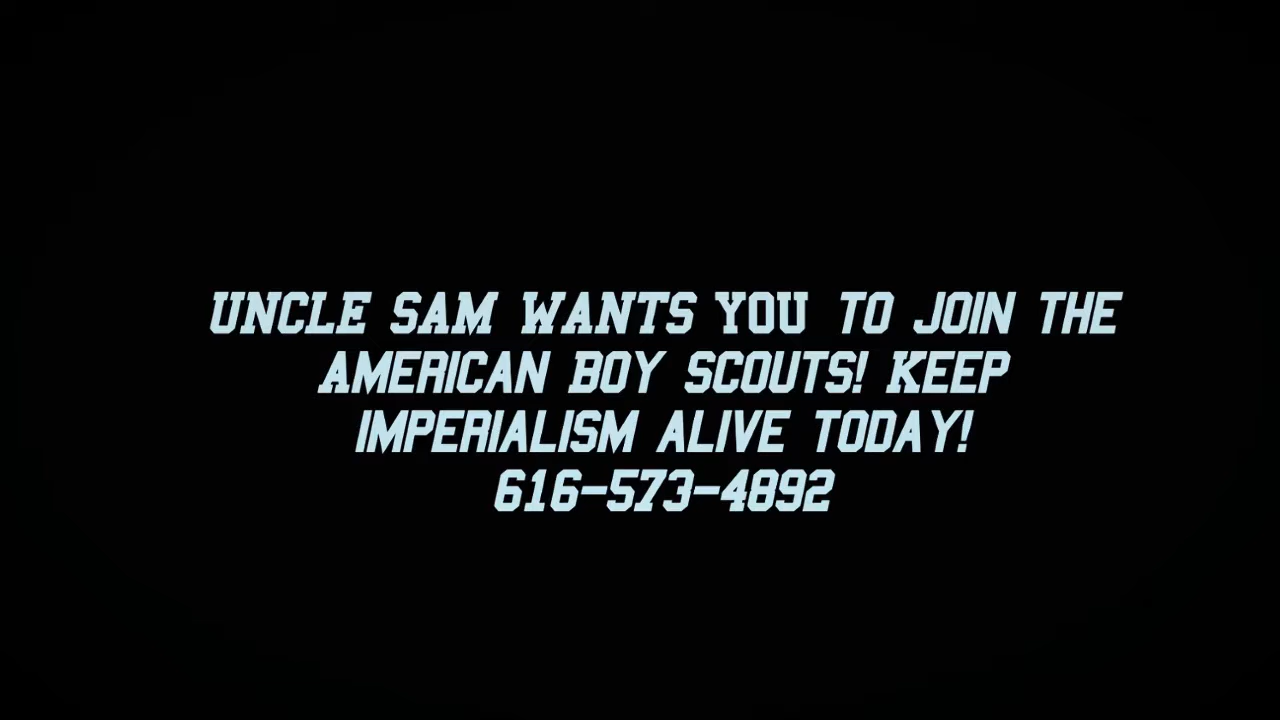 UNCLE SAM WANTS YOU TO JOIN THE
AMERICAN BOY SCOUTS! KEEP
IMPERIALISM ALIVE TODAY!
616-573-4892